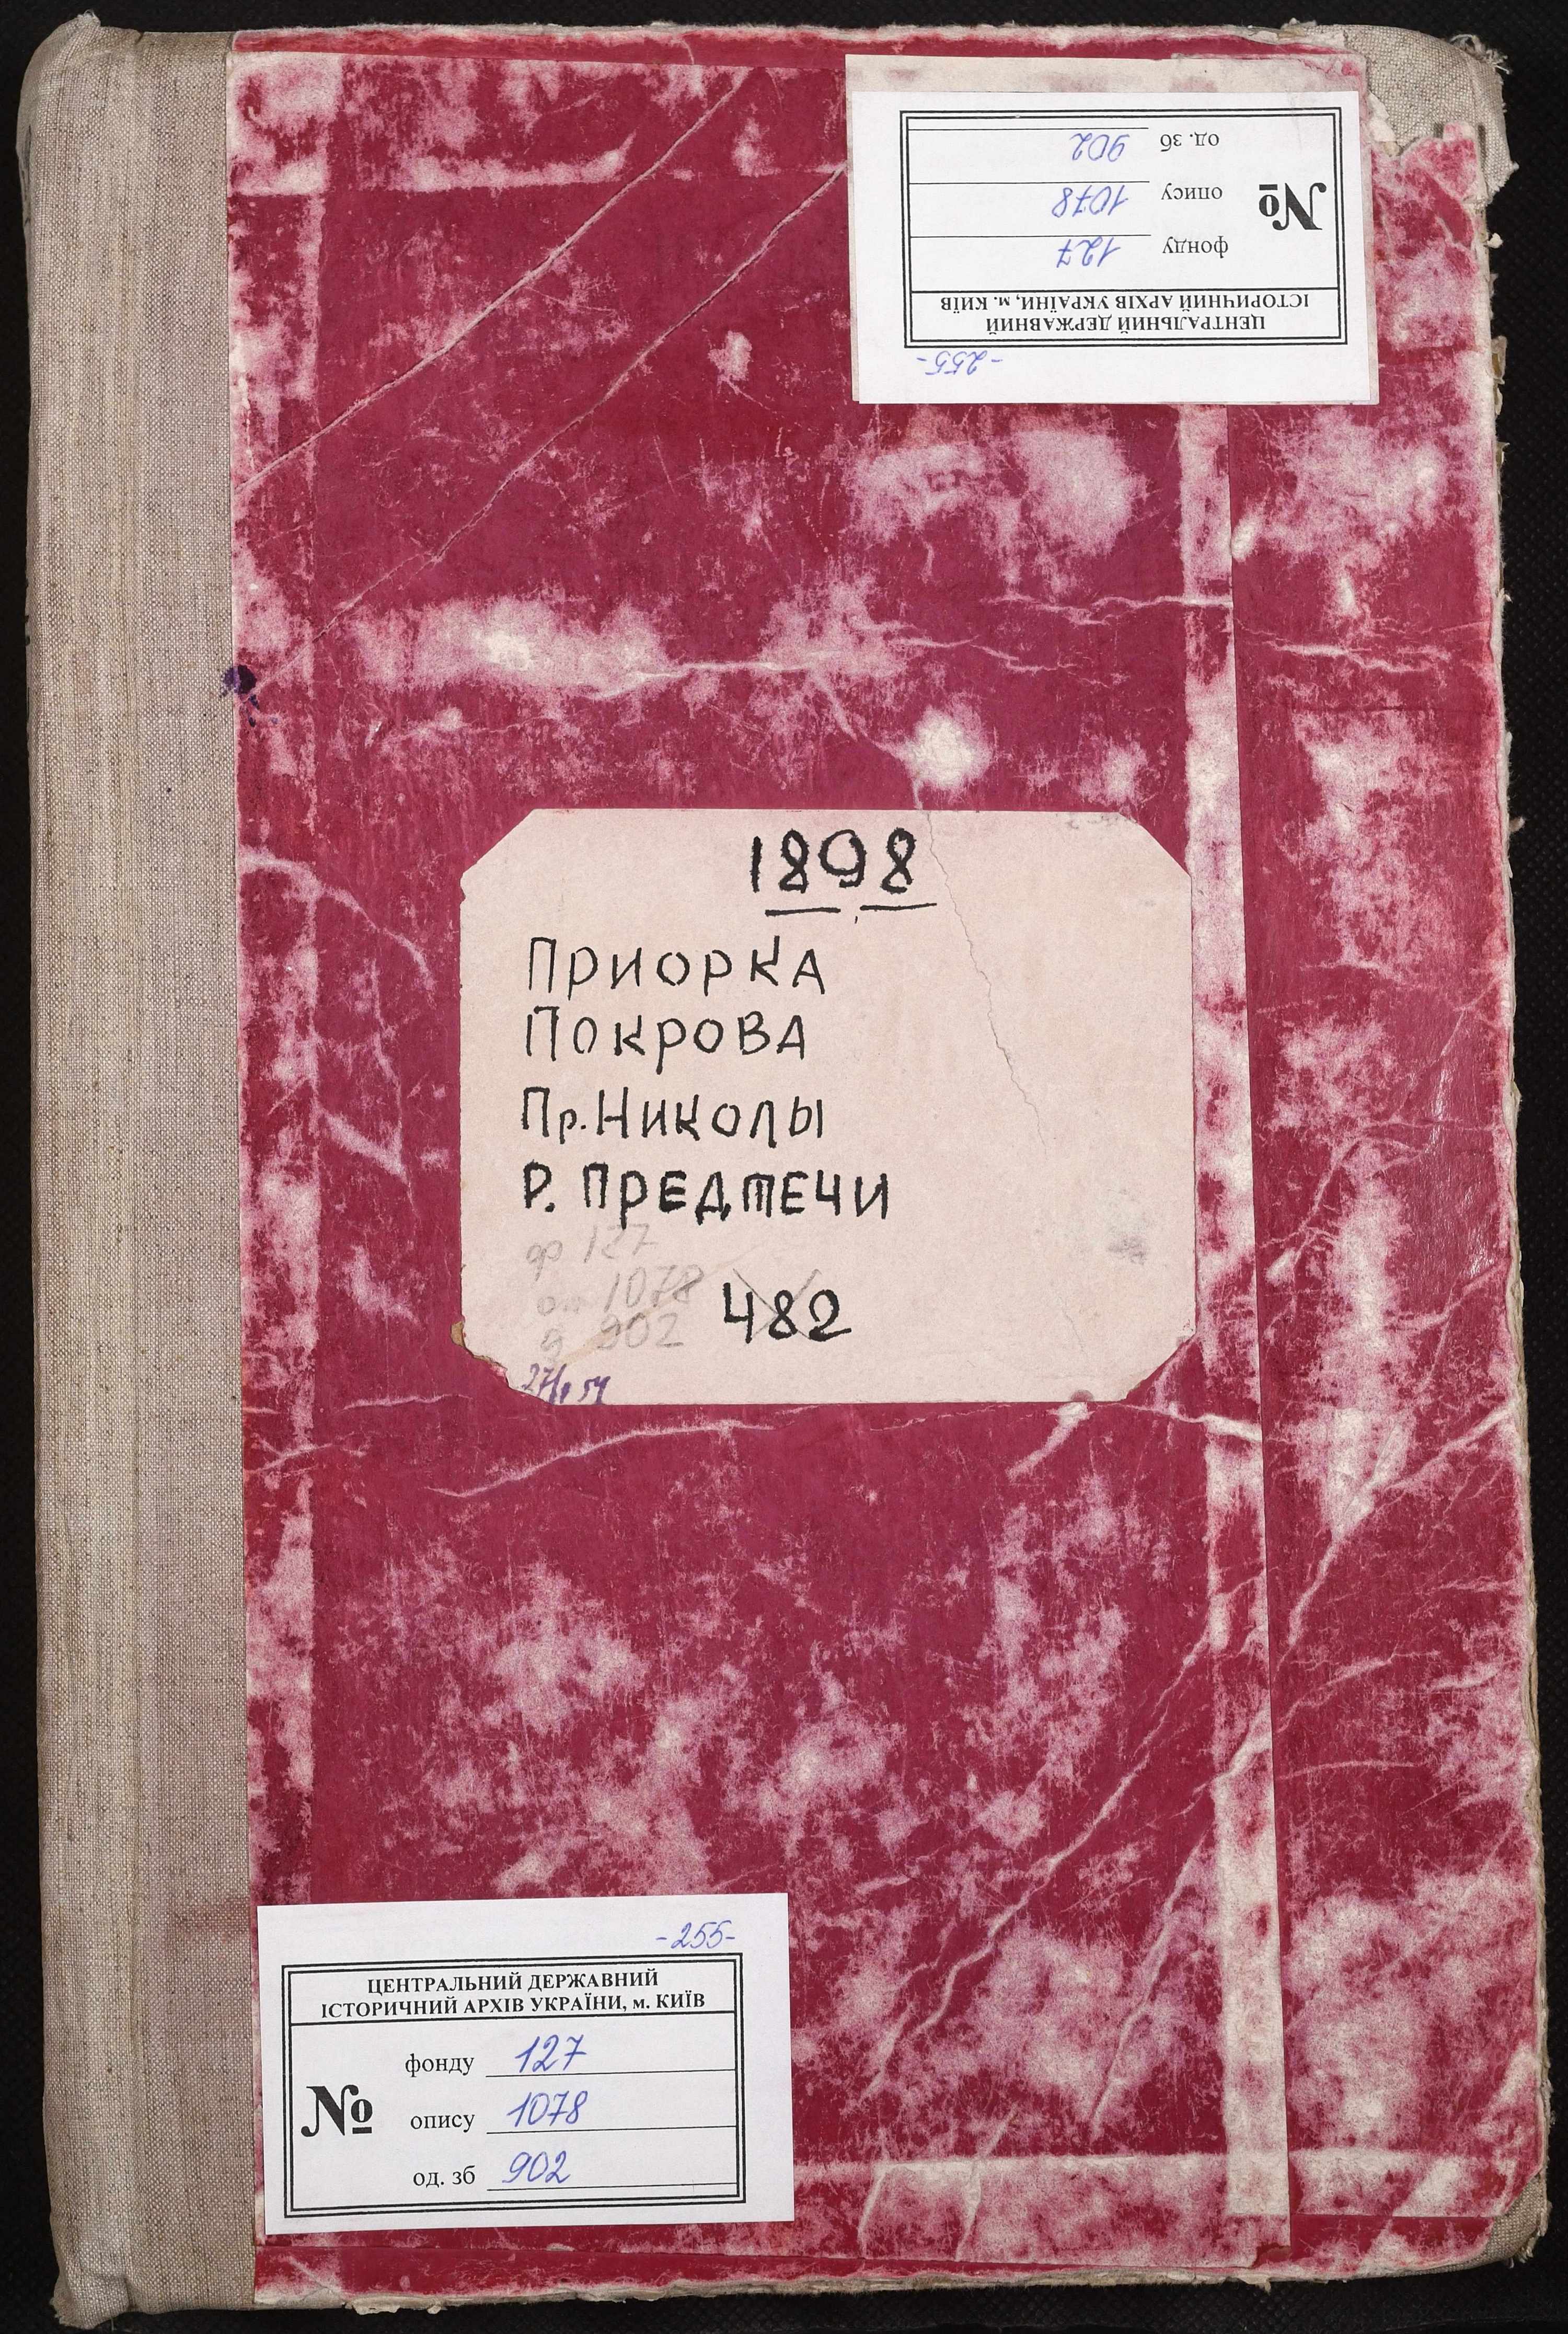 -255-
ЦЕНТРАЛЬНИЙ ДЕРЖАВНИЙ
ІСТОРИЧНИЙ АРХІВ УКРАЇНИ, м. КИЇВ
№
фонду 127
опису 1078
од. зб 902
1898
ПРИОРКА
ПОКРОВА
Пр. НИКОЛЫ
Р. ПРЕДТЕЧИ
ф 127
оп 1078
д 902
482
-255-
ЦЕНТРАЛЬНИЙ ДЕРЖАВНИЙ
ІСТОРИЧНИЙ АРХІВ УКРАЇНИ, м. КИЇВ
№
фонду 127
опису 1078
од. зб 902